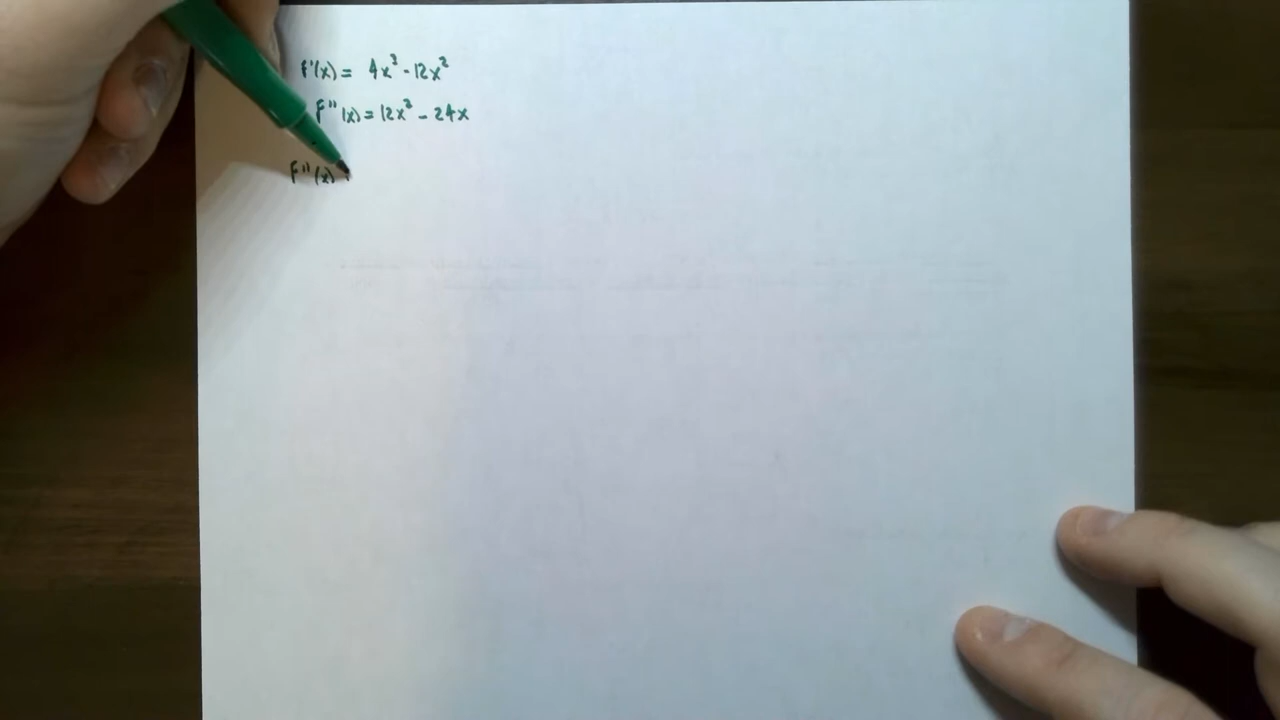 f'(x) = 4x³ - 12x²
f''(x) = 12x² - 24x
f''(x)